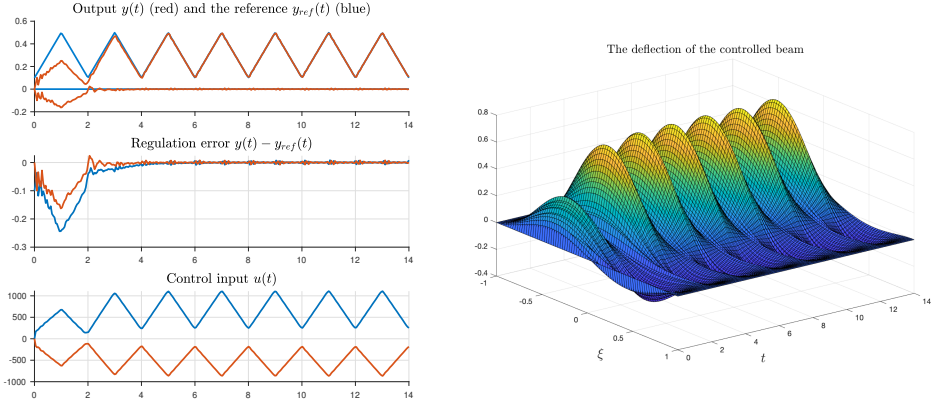 Output y(t) (red) and the reference y_ref(t) (blue)
0.6
0.4
0.2
0
-0.2
0 2 4 6 8 10 12 14
Regulation error y(t) − y_ref(t)
0
-0.1
-0.2
-0.3
0 2 4 6 8 10 12 14
Control input u(t)
1000
500
0
-500
-1000
0 2 4 6 8 10 12 14
The deflection of the controlled beam
0.8
0.6
0.4
0.2
0
-0.2
-0.4
-1
-0.5
0
0.5
1
ξ
0 2 4 6 8 10 12 14
t